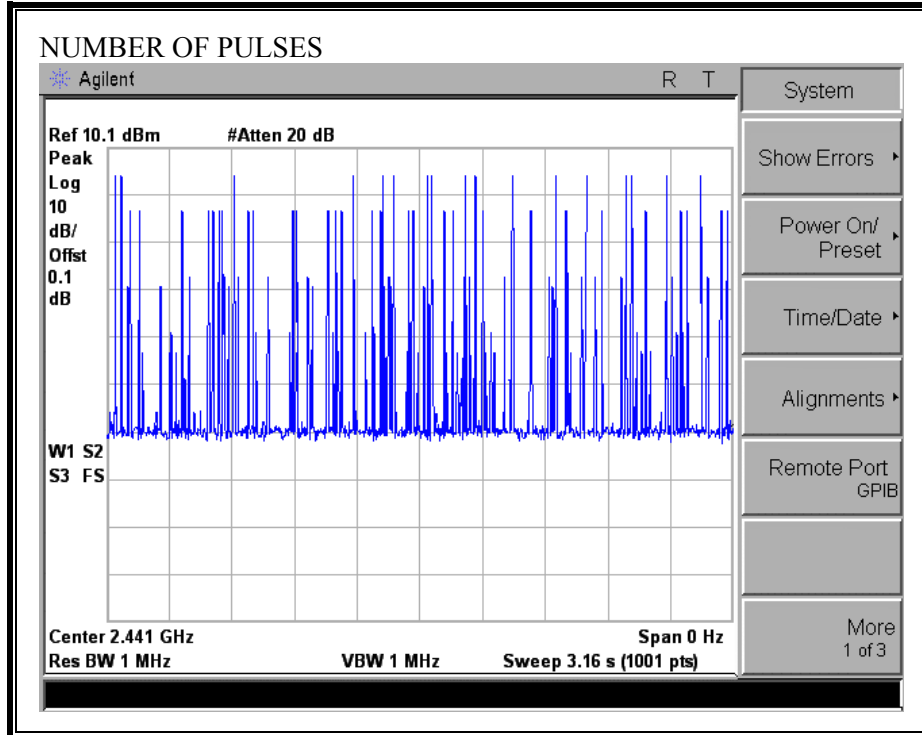 NUMBER OF PULSES
Agilent
R T
System
Ref 10.1 dBm
#Atten 20 dB
Peak
Log
10
dB/
Offst
0.1
dB
W1 S2
S3 FS
Center 2.441 GHz
Span 0 Hz
Res BW 1 MHz
VBW 1 MHz
Sweep 3.16 s (1001 pts)
Show Errors
Power On/
Preset
Time/Date
Alignments
Remote Port
GPIB
More
1 of 3